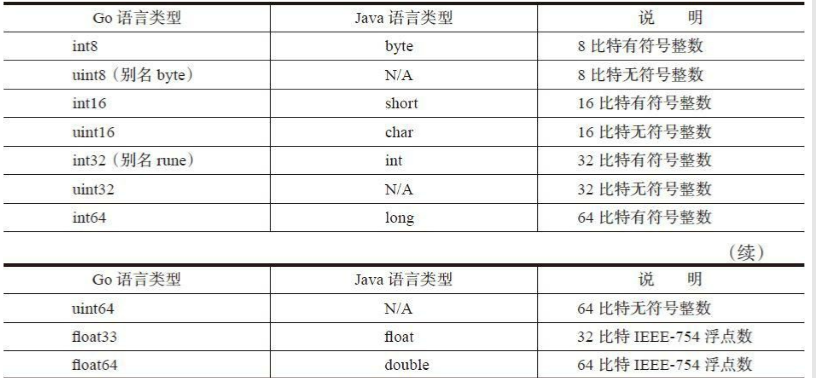 Go 语言类型 Java 语言类型 说 明
int8 byte 8 比特有符号整数
uint8（别名 byte） N/A 8 比特无符号整数
int16 short 16 比特有符号整数
uint16 char 16 比特无符号整数
int32（别名 rune） int 32 比特有符号整数
uint32 N/A 32 比特无符号整数
int64 long 64 比特有符号整数
（续）
Go 语言类型 Java 语言类型 说 明
uint64 N/A 64 比特无符号整数
float33 float 32 比特 IEEE-754 浮点数
float64 double 64 比特 IEEE-754 浮点数